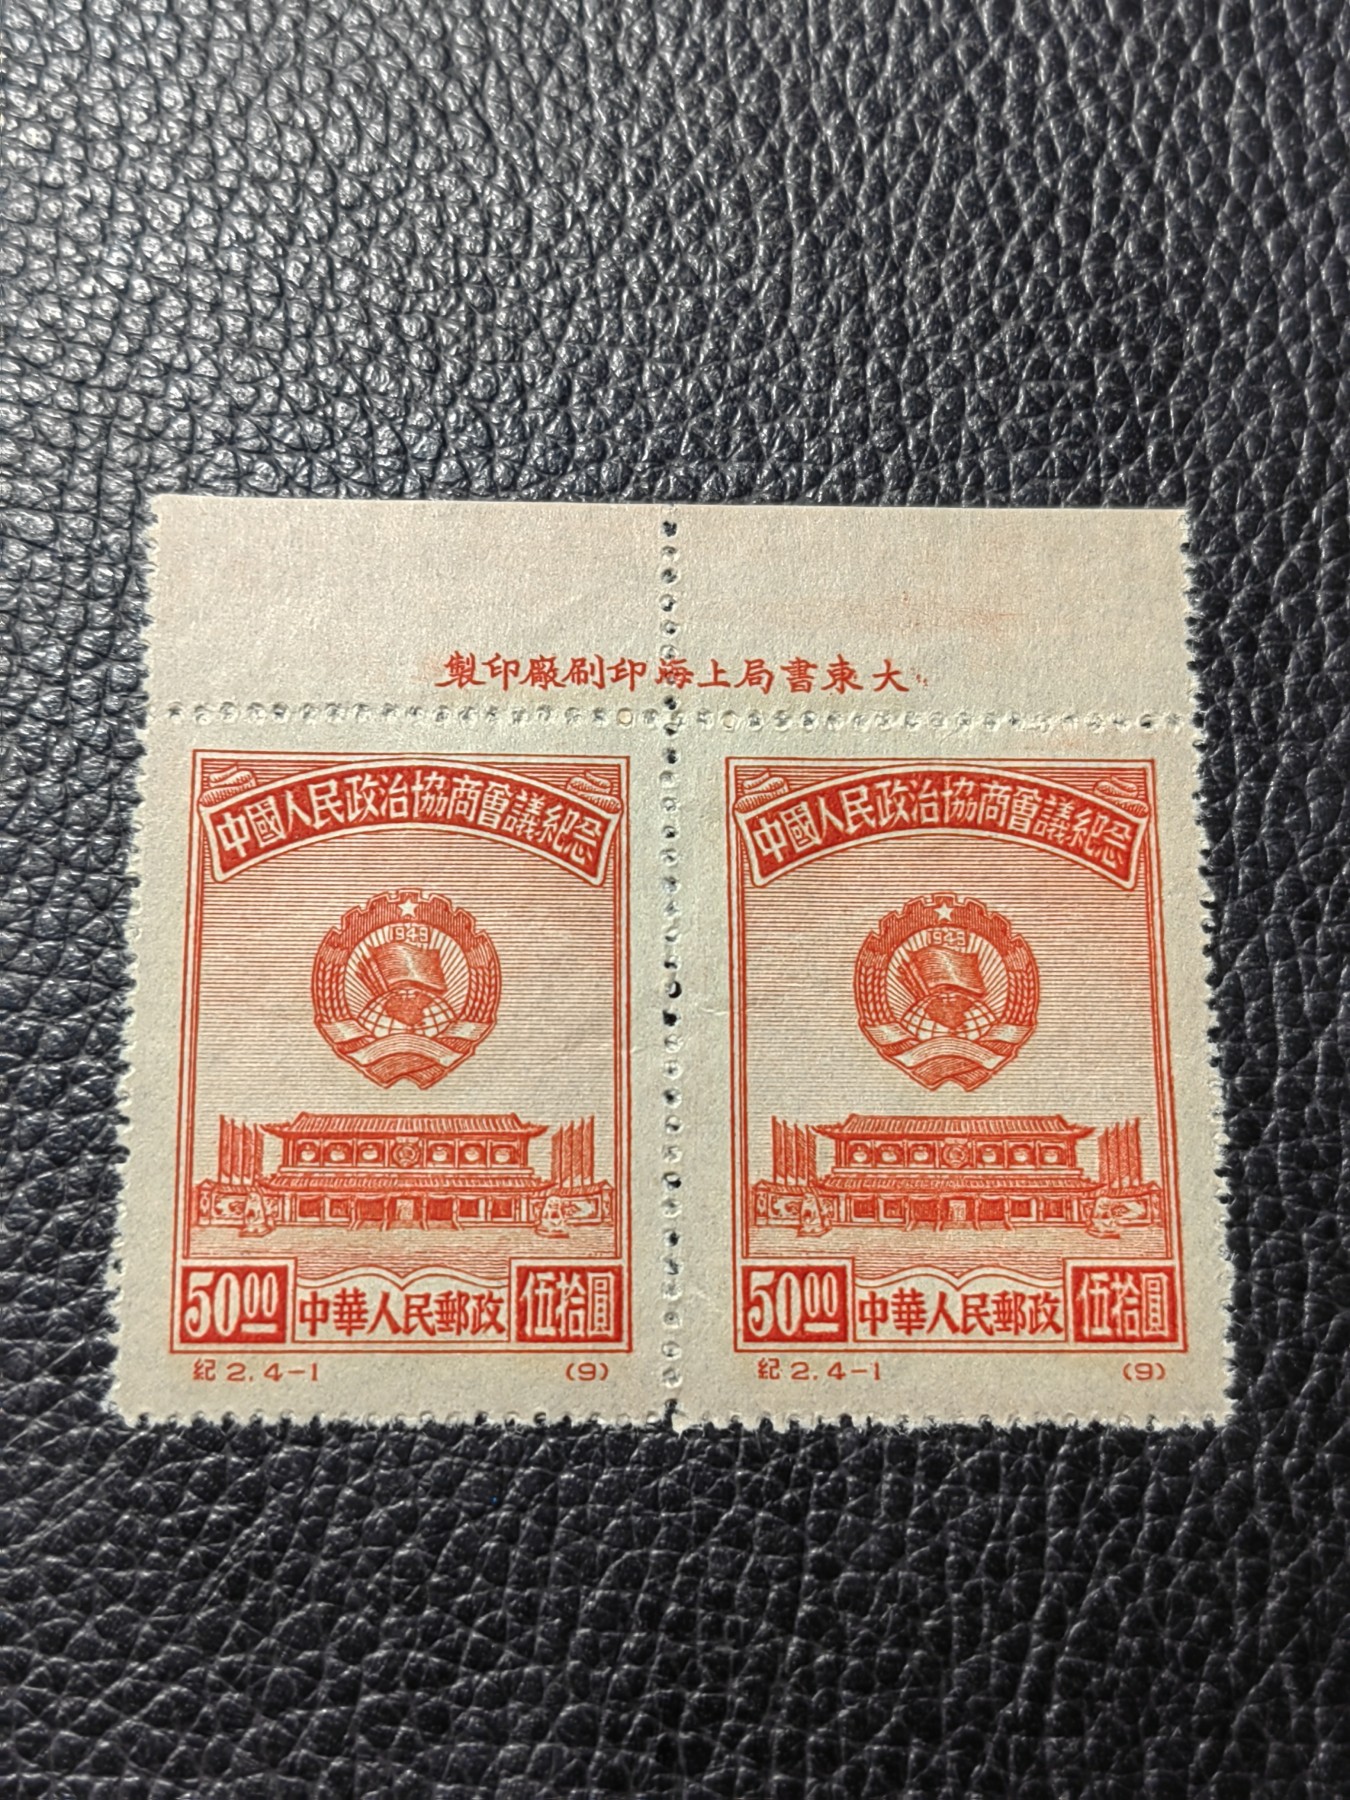 大東書局上海印刷廠印製
中國人民政治協商會議紀念
1949
50.00
中華人民郵政
伍拾圓
紀 2.4-1
(9)
中國人民政治協商會議紀念
1949
50.00
中華人民郵政
伍拾圓
紀 2.4-1
(9)